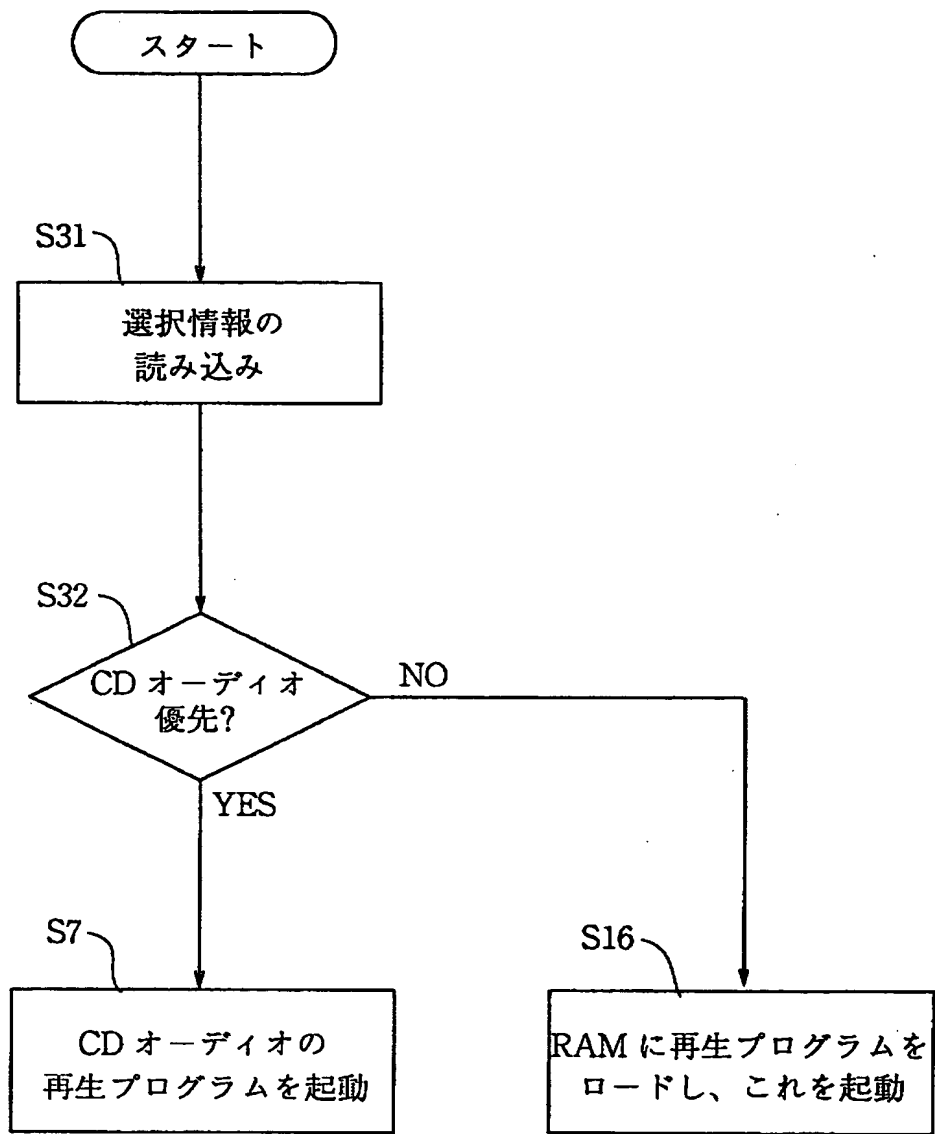 スタート
S31
選択情報の
読み込み
S32
CD オーディオ
優先?
NO
YES
S7
CD オーディオの
再生プログラムを起動
S16
RAM に再生プログラムを
ロードし、これを起動